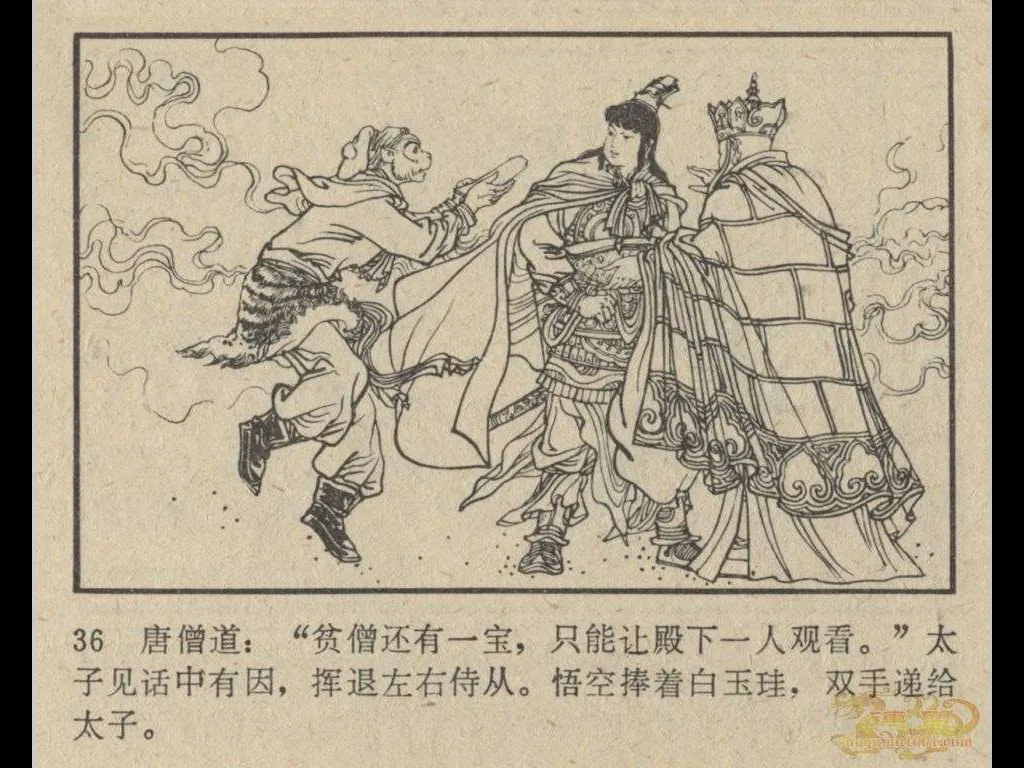 36 唐僧道：“贫僧还有一宝，只能让殿下一人观看。”太
子见话中有因，挥退左右侍从。悟空捧着白玉珪，双手递给
太子。